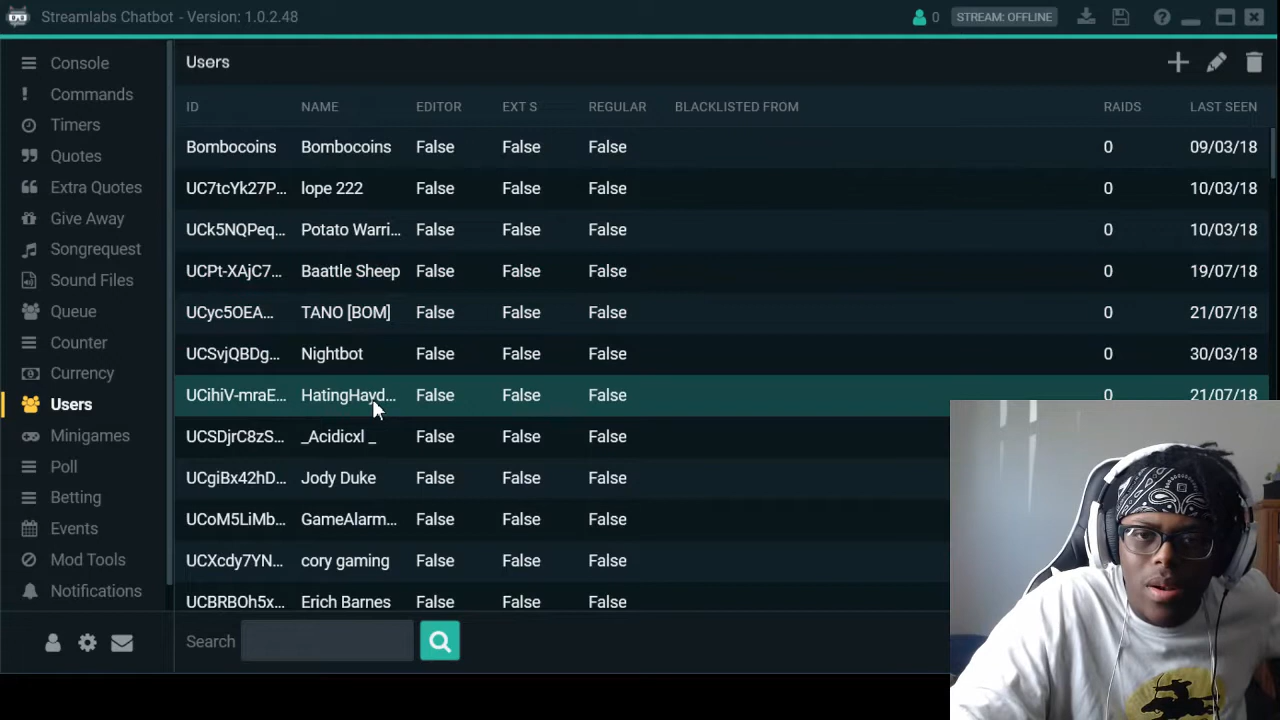 Streamlabs Chatbot - Version: 1.0.2.48
0
STREAM: OFFLINE
Console
Commands
Timers
Quotes
Extra Quotes
Give Away
Songrequest
Sound Files
Queue
Counter
Currency
Users
Minigames
Poll
Betting
Events
Mod Tools
Notifications
Users
ID NAME EDITOR EXT S REGULAR BLACKLISTED FROM RAIDS LAST SEEN
Bombocoins Bombocoins False False False 0 09/03/18
UC7tcYk27P... lope 222 False False False 0 10/03/18
UCk5NQPeq... Potato Warri... False False False 0 10/03/18
UCPt-XAjC7... Baattle Sheep False False False 0 19/07/18
UCyc5OEA... TANO [BOM] False False False 0 21/07/18
UCSvjQBDg... Nightbot False False False 0 30/03/18
UCihiV-mraE... HatingHayd... False False False 0 21/07/18
UCSDjrC8zS... _Acidicxl _ False False False
UCgiBx42hD... Jody Duke False False False
UCoM5LiMb... GameAlarm... False False False
UCXcdy7YN... cory gaming False False False
UCBRBOh5x... Erich Barnes False False False
Search